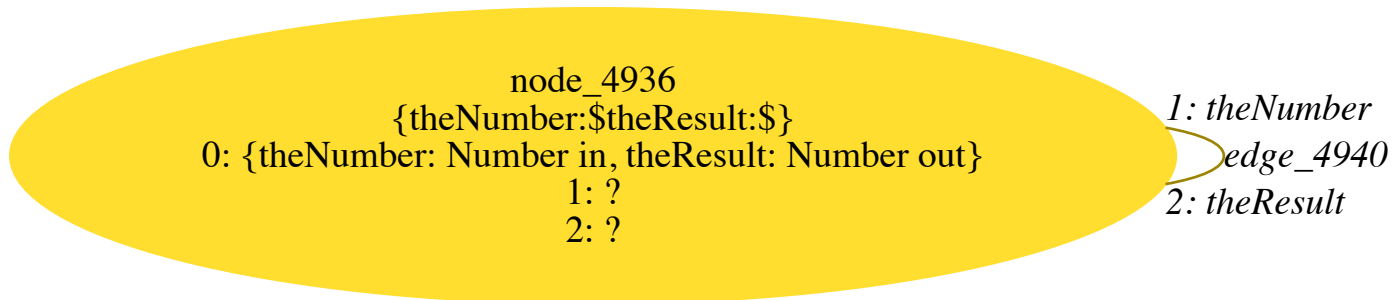 node_4936
{theNumber:$theResult:$}
0: {theNumber: Number in, theResult: Number out}
1: ?
2: ?
1: theNumber
edge_4940
2: theResult